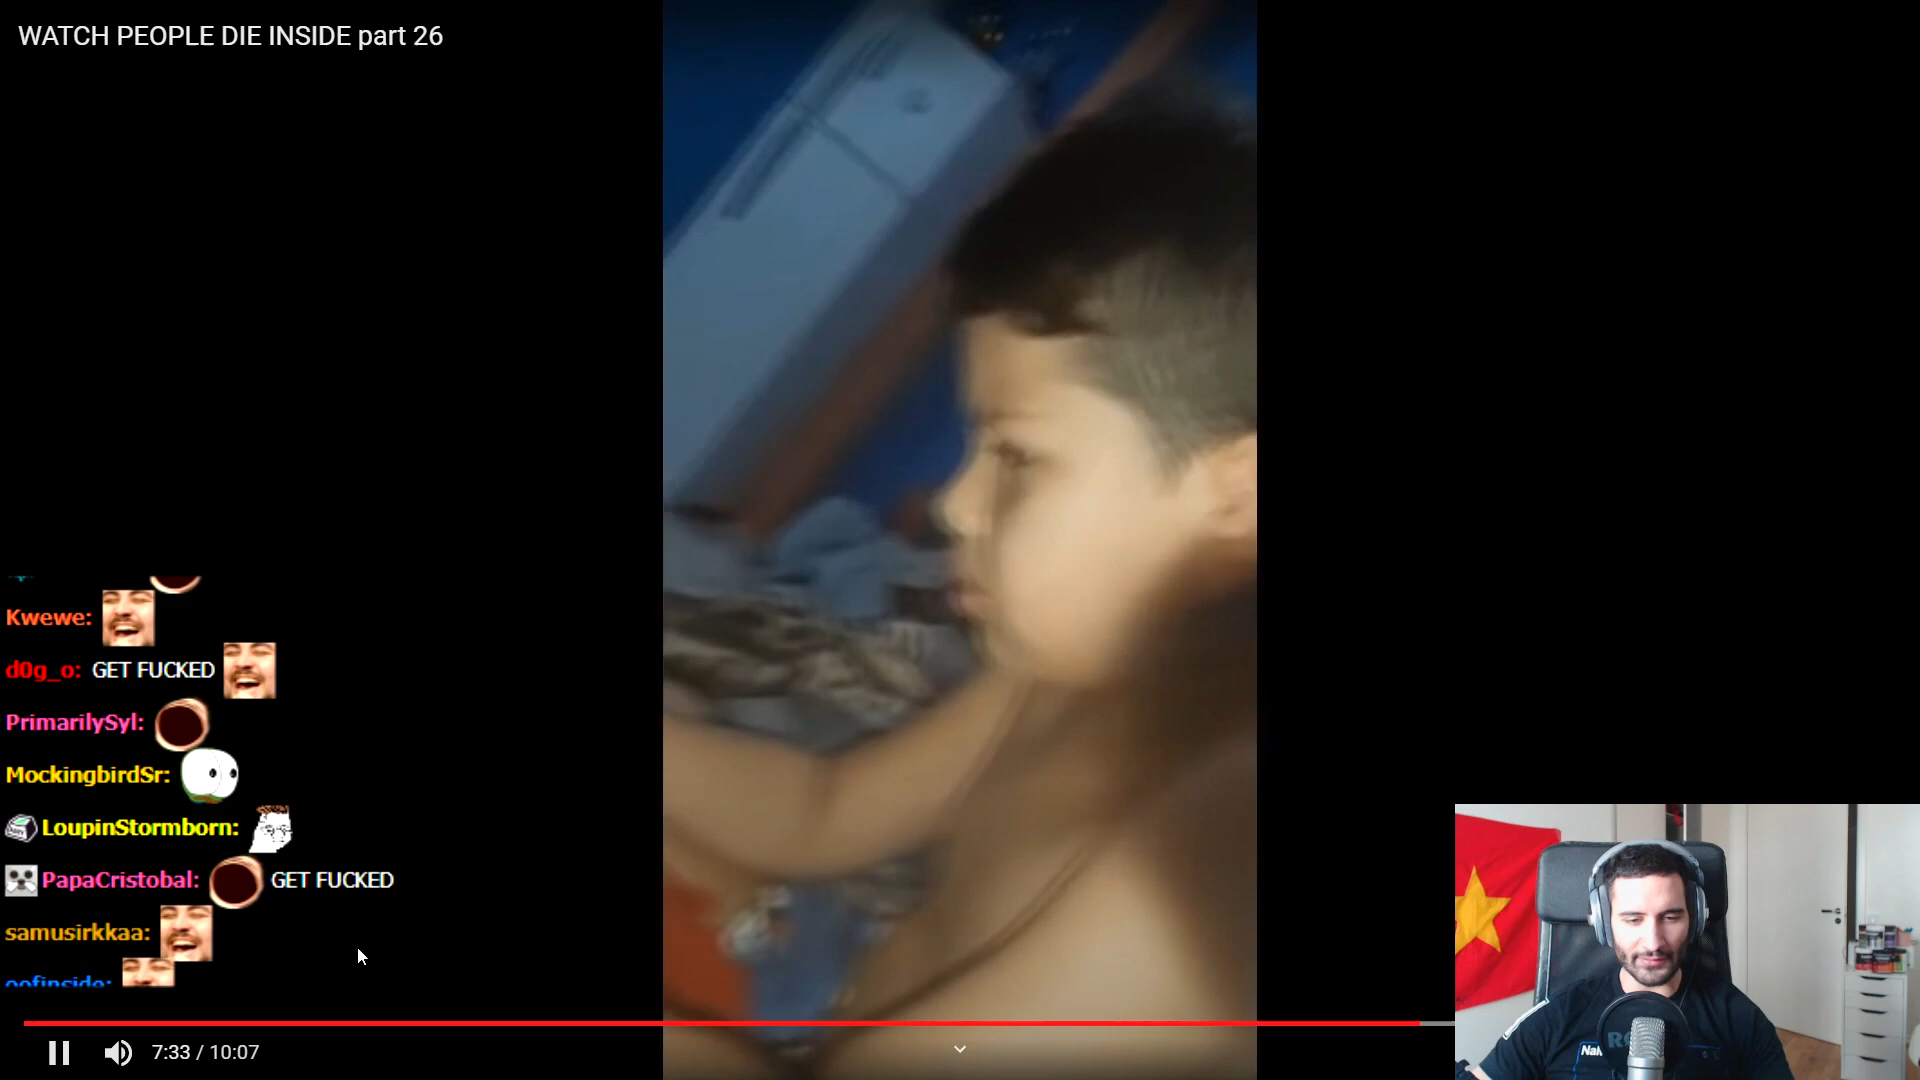 WATCH PEOPLE DIE INSIDE part 26
Kwewe:
d0g_o: GET FUCKED
PrimarilySyl:
MockingbirdSr:
LoupinStormborn:
PapaCristobal: GET FUCKED
samusirkkaa:
oofinside:
7:33 / 10:07